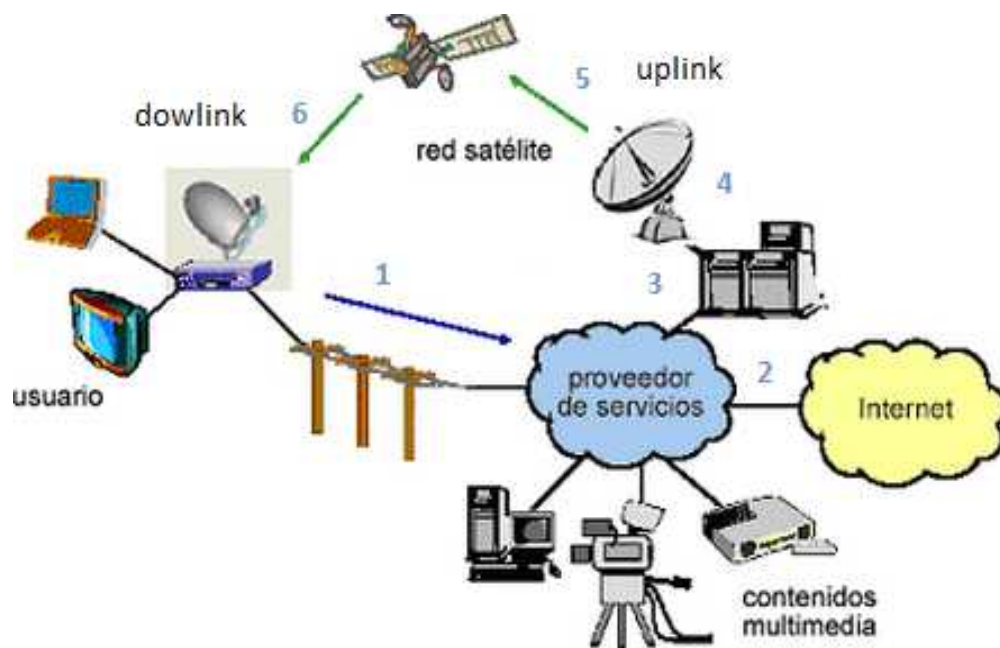 5
uplink
6
dowlink
red satélite
4
1
3
proveedor
de servicios
2
Internet
usuario
contenidos
multimedia